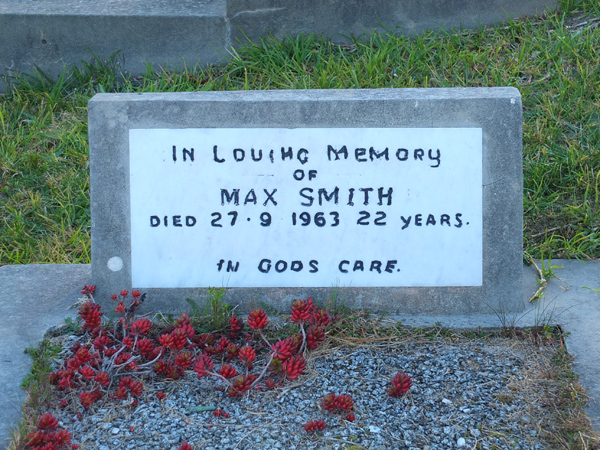 IN LOVING MEMORY
OF
MAX SMITH
DIED 27·9 1963 22 YEARS.
IN GODS CARE.